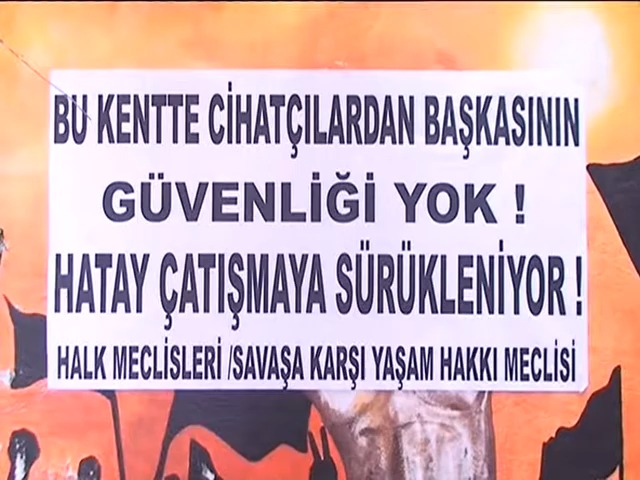 BU KENTTE CİHATÇILARDAN BAŞKASININ
GÜVENLİĞİ YOK !
HATAY ÇATIŞMAYA SÜRÜKLENİYOR !
HALK MECLİSLERİ /SAVAŞA KARŞI YAŞAM HAKKI MECLİSİ